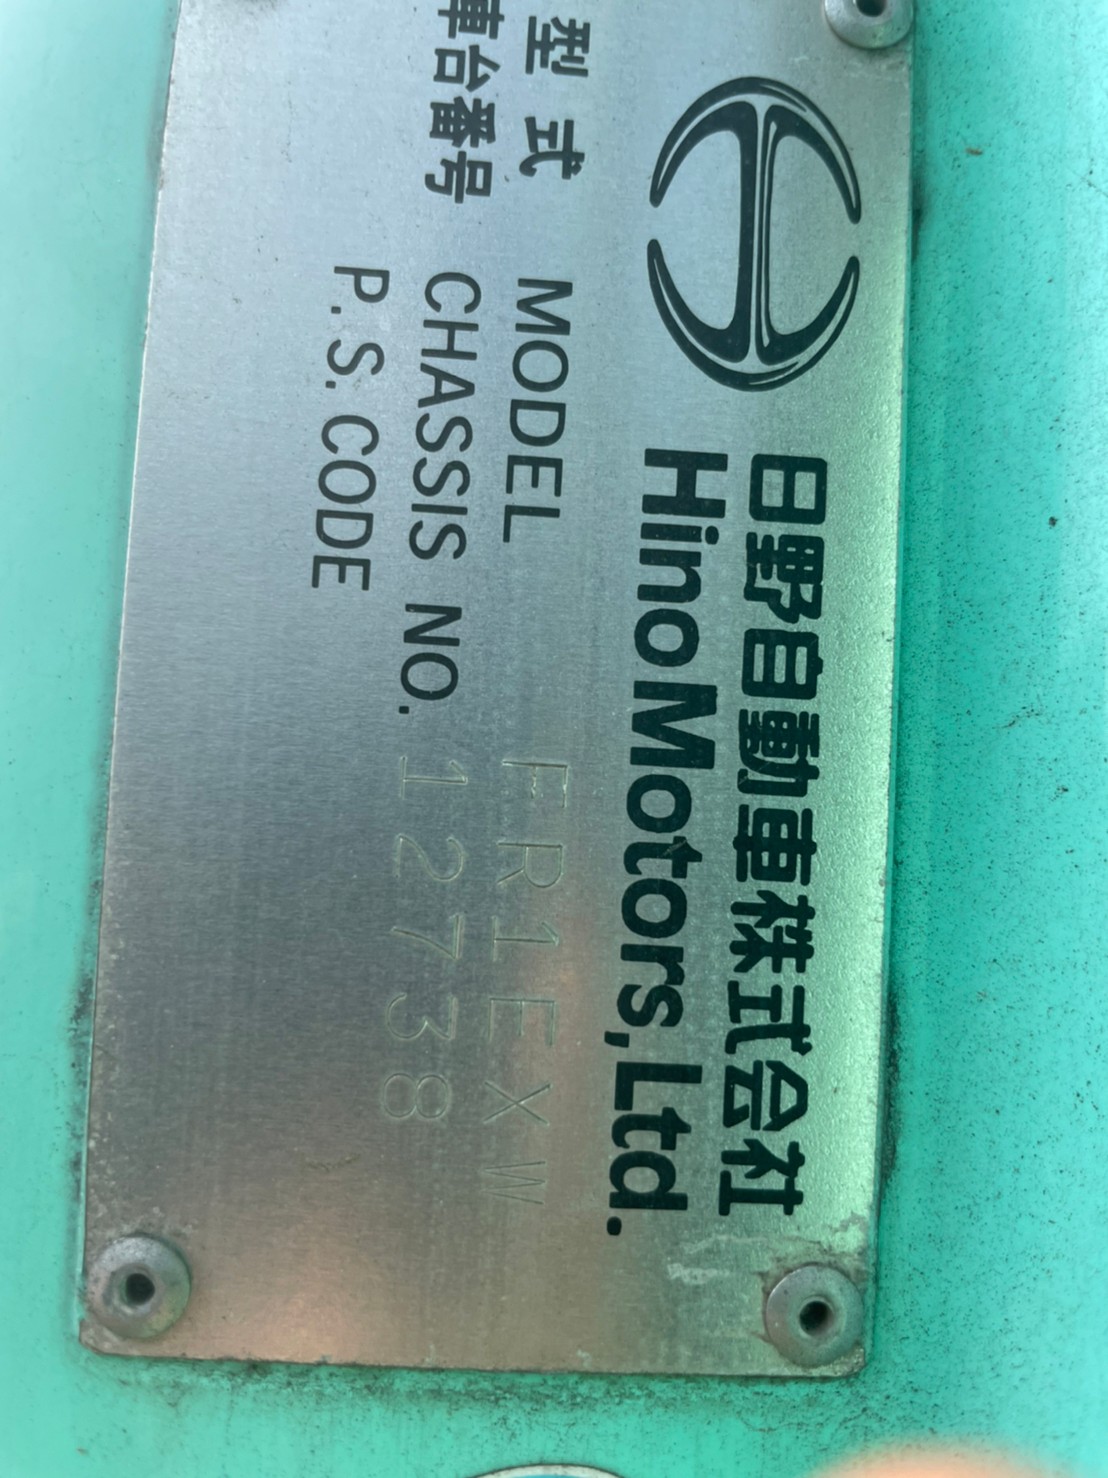 日野自動車株式会社
Hino Motors, Ltd.
型式 MODEL FR1EXW
車台番号 CHASSIS NO. 12738
P.S. CODE